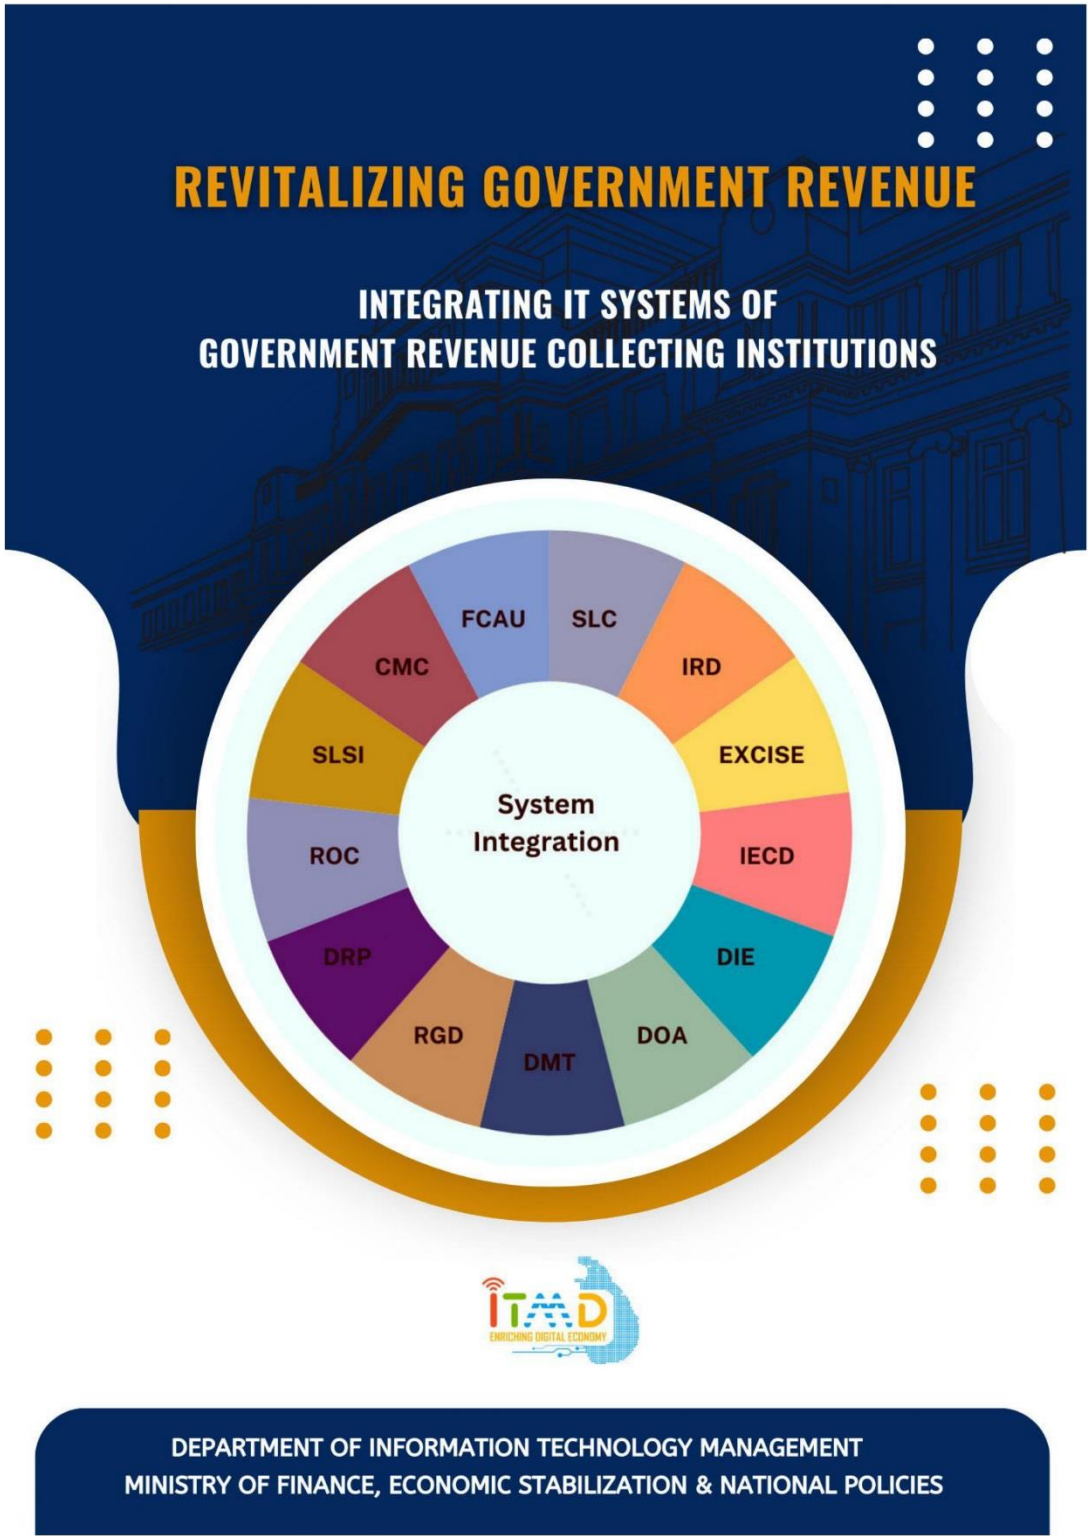 REVITALIZING GOVERNMENT REVENUE
INTEGRATING IT SYSTEMS OF
GOVERNMENT REVENUE COLLECTING INSTITUTIONS
FCAU
SLC
IRD
EXCISE
IECD
DIE
DOA
DMT
RGD
DRP
ROC
SLSI
CMC
System
Integration
ITMD
ENRICHING DIGITAL ECONOMY
DEPARTMENT OF INFORMATION TECHNOLOGY MANAGEMENT
MINISTRY OF FINANCE, ECONOMIC STABILIZATION & NATIONAL POLICIES